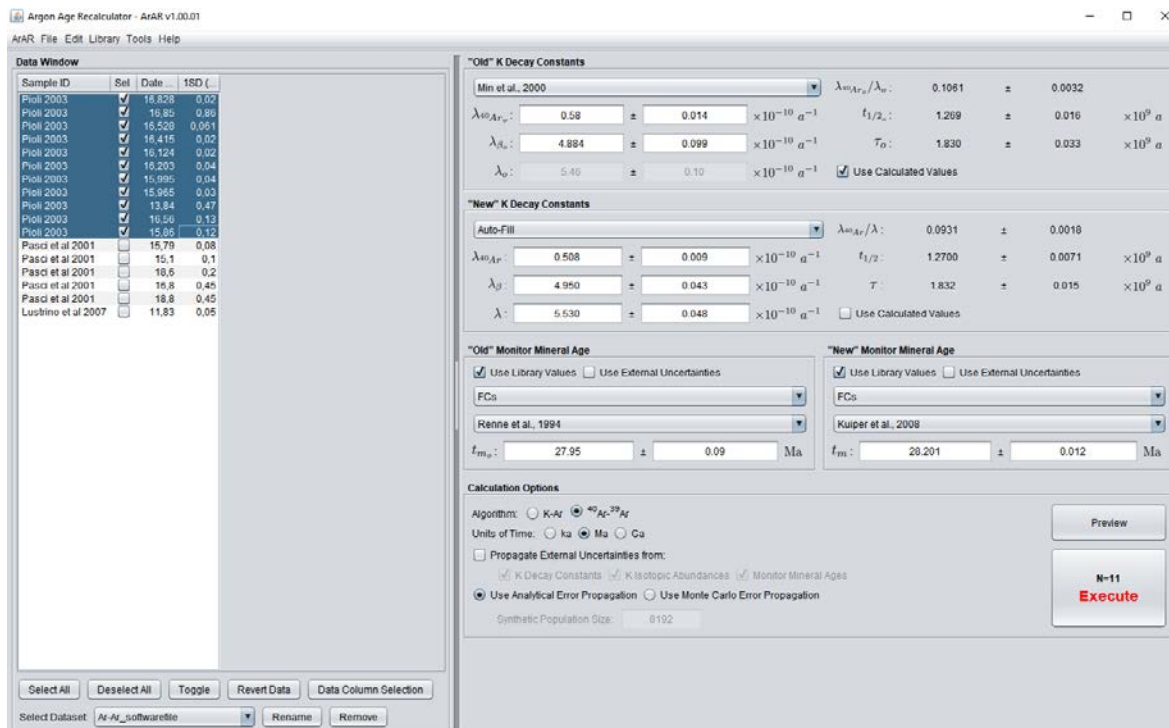 Argon Age Recalculator - ArAR v1.00.01
ArAR File Edit Library Tools Help
Data Window
Sample ID Sel Date ... 1SD (...
Pioli 2003 16,828 0,02
Pioli 2003 16,85 0,86
Pioli 2003 16,528 0,061
Pioli 2003 16,415 0,02
Pioli 2003 16,124 0,02
Pioli 2003 16,203 0,04
Pioli 2003 15,995 0,04
Pioli 2003 15,965 0,03
Pioli 2003 13,84 0,47
Pioli 2003 16,56 0,13
Pioli 2003 15,86 0,12
Pasci et al 2001 15,79 0,08
Pasci et al 2001 15,1 0,1
Pasci et al 2001 18,6 0,2
Pasci et al 2001 16,8 0,45
Pasci et al 2001 18,8 0,45
Lustrino et al 2007 11,83 0,05
Select All Deselect All Toggle Revert Data Data Column Selection
Select Dataset: Ar-Ar_softwarefile Rename Remove
"Old" K Decay Constants
Min et al., 2000 λ40Ar₀/λ₀: 0.1061 ± 0.0032
λ40Ar₀: 0.58 ± 0.014 ×10⁻¹⁰ a⁻¹ t1/2₀: 1.269 ± 0.016 ×10⁹ a
λβ₀: 4.884 ± 0.099 ×10⁻¹⁰ a⁻¹ τ₀: 1.830 ± 0.033 ×10⁹ a
λ₀: 5.46 ± 0.10 ×10⁻¹⁰ a⁻¹ Use Calculated Values
"New" K Decay Constants
Auto-Fill λ40Ar/λ: 0.0931 ± 0.0018
λ40Ar: 0.508 ± 0.009 ×10⁻¹⁰ a⁻¹ t1/2: 1.2700 ± 0.0071 ×10⁹ a
λβ: 4.950 ± 0.043 ×10⁻¹⁰ a⁻¹ τ: 1.832 ± 0.015 ×10⁹ a
λ: 5.530 ± 0.048 ×10⁻¹⁰ a⁻¹ Use Calculated Values
"Old" Monitor Mineral Age
Use Library Values Use External Uncertainties
FCs
Renne et al., 1994
tm₀: 27.95 ± 0.09 Ma
"New" Monitor Mineral Age
Use Library Values Use External Uncertainties
FCs
Kuiper et al., 2008
tm: 28.201 ± 0.012 Ma
Calculation Options
Algorithm: K-Ar ⁴⁰Ar-³⁹Ar
Units of Time: ka Ma Ga
Propagate External Uncertainties from:
K Decay Constants K Isotopic Abundances Monitor Mineral Ages
Use Analytical Error Propagation Use Monte Carlo Error Propagation
Synthetic Population Size: 8192
Preview
N=11
Execute